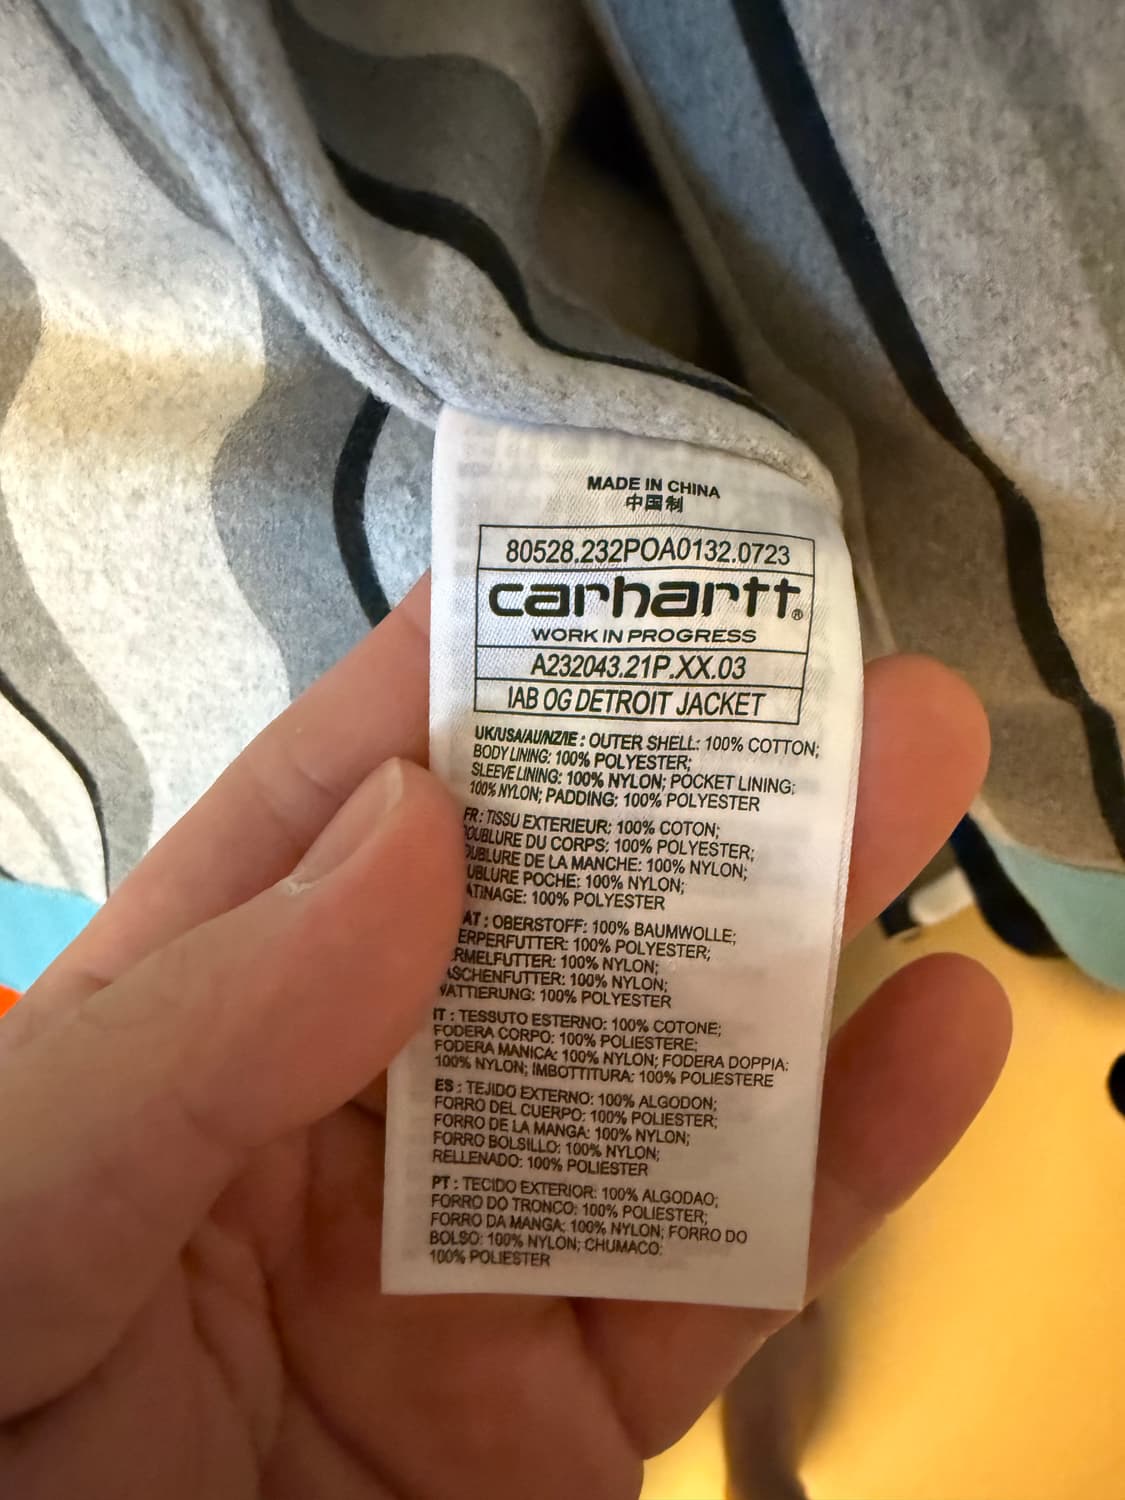 MADE IN CHINA
中国制
80528.232POA0132.0723
carhartt®
WORK IN PROGRESS
A232043.21P.XX.03
IAB OG DETROIT JACKET
UK/USA/AU/NZ/IE : OUTER SHELL: 100% COTTON;
BODY LINING: 100% POLYESTER;
SLEEVE LINING: 100% NYLON; POCKET LINING:
100% NYLON; PADDING: 100% POLYESTER
FR: TISSU EXTERIEUR: 100% COTON;
DU CORPS: 100% POLYESTER;
DE LA MANCHE: 100% NYLON;
POCHE: 100% NYLON;
100% POLYESTER
AT : OBERSTOFF: 100% BAUMWOLLE;
100% POLYESTER;
100% NYLON;
100% NYLON;
100% POLYESTER
IT : TESSUTO ESTERNO: 100% COTONE;
FODERA CORPO: 100% POLIESTERE;
FODERA MANICA: 100% NYLON; FODERA DOPPIA:
100% NYLON; IMBOTTITURA: 100% POLIESTERE
ES : TEJIDO EXTERNO: 100% ALGODON;
FORRO DEL CUERPO: 100% POLIESTER;
FORRO DE LA MANGA: 100% NYLON;
FORRO BOLSILLO: 100% NYLON;
RELLENADO: 100% POLIESTER
PT : TECIDO EXTERIOR: 100% ALGODAO;
FORRO DO TRONCO: 100% POLIESTER;
FORRO DA MANGA: 100% NYLON; FORRO DO
BOLSO: 100% NYLON; CHUMACO:
100% POLIESTER